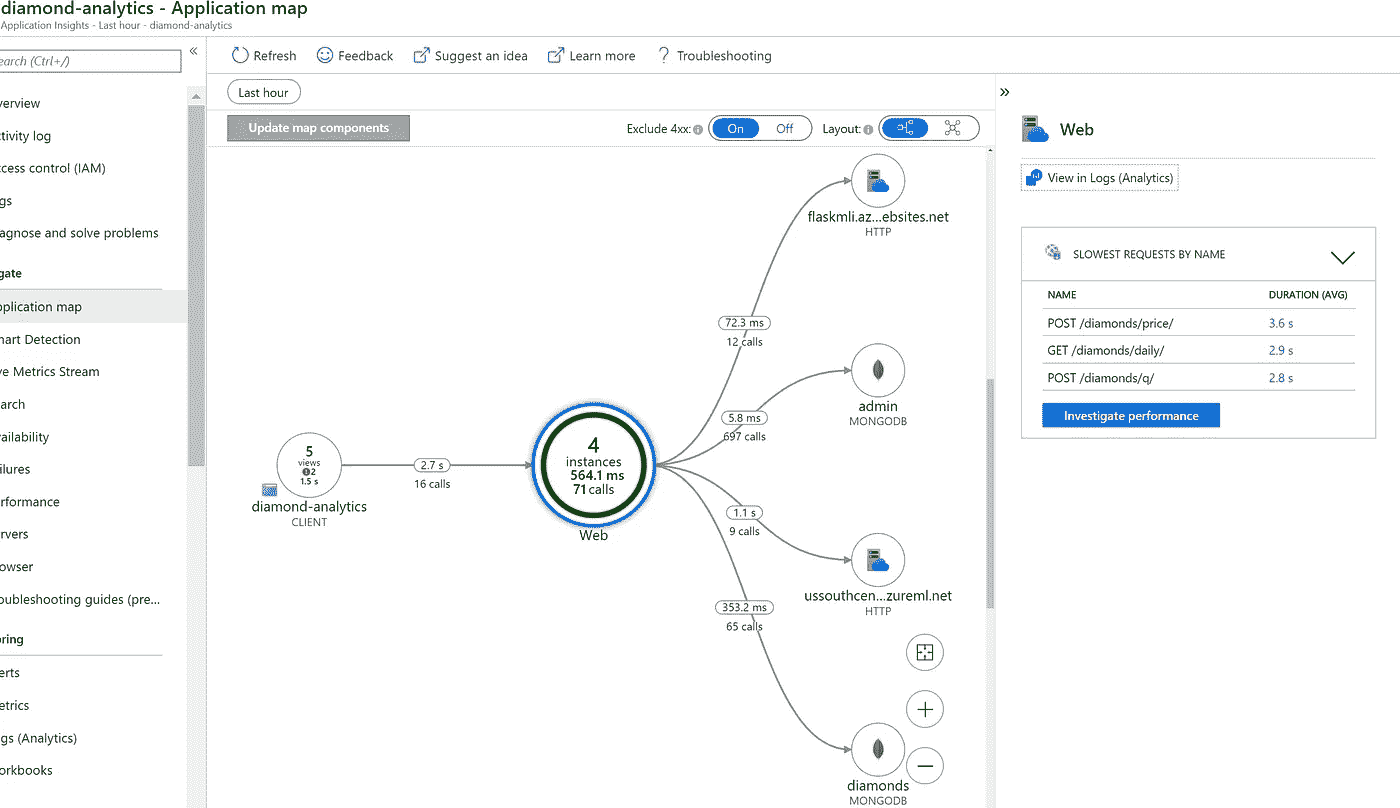 diamond-analytics - Application map
Application Insights - Last hour - diamond-analytics
earch (Ctrl+/)
«
verview
ctivity log
ccess control (IAM)
gs
agnose and solve problems
gate
pplication map
mart Detection
ve Metrics Stream
arch
vailability
ilures
rformance
rvers
owser
oubleshooting guides (pre...
ring
erts
etrics
gs (Analytics)
orkbooks
Refresh
Feedback
Suggest an idea
Learn more
? Troubleshooting
Last hour
Update map components
Exclude 4xx:
On
Off
Layout:
5
views
2
1.5 s
diamond-analytics
CLIENT
2.7 s
16 calls
4
instances
564.1 ms
71 calls
Web
72.3 ms
12 calls
flaskmli.az...ebsites.net
HTTP
5.8 ms
697 calls
admin
MONGODB
1.1 s
9 calls
ussouthcen...zureml.net
HTTP
353.2 ms
65 calls
diamonds
MONGODB
»
Web
View in Logs (Analytics)
SLOWEST REQUESTS BY NAME
NAME DURATION (AVG)
POST /diamonds/price/ 3.6 s
GET /diamonds/daily/ 2.9 s
POST /diamonds/q/ 2.8 s
Investigate performance